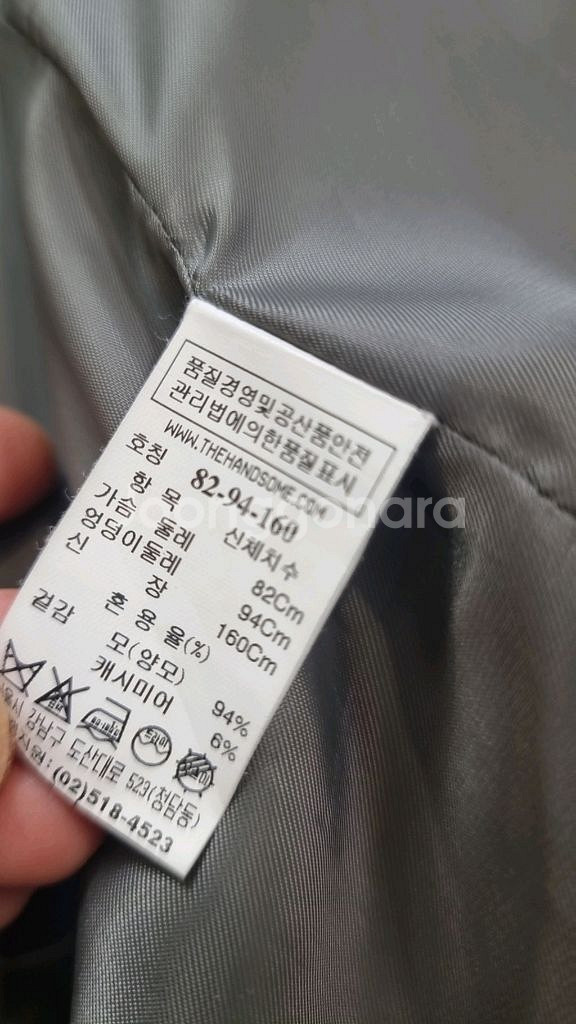 품질경영및공산품안전
관리법에의한품질표시
WWW.THEHANDSOME.COM
호칭 82-94-160
항 목 신체치수
가슴 둘레 82Cm
엉덩이둘레 94Cm
신 장 160Cm
혼 용 율(%)
겉감 모(양모) 94%
캐시미어 6%
강남구 도산대로 523(청담동)
(02)518-4523